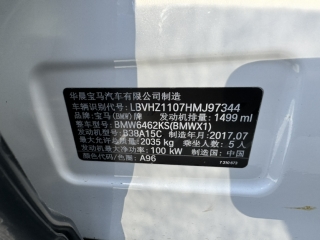 华晨宝马汽车有限公司制造
车辆识别代号: LBVHZ1107HMJ97344
品牌: 宝马(BMW)牌 发动机排量: 1499 ml
整车型号: BMW6462KS(BMWX1)
发动机型号: B38A15C 制造年月: 2017.07
最大允许总质量: 2035 kg 乘坐人数: 5人
发动机最大净功率: 100 kW 制造国: 中国
颜色代码/色差: A96